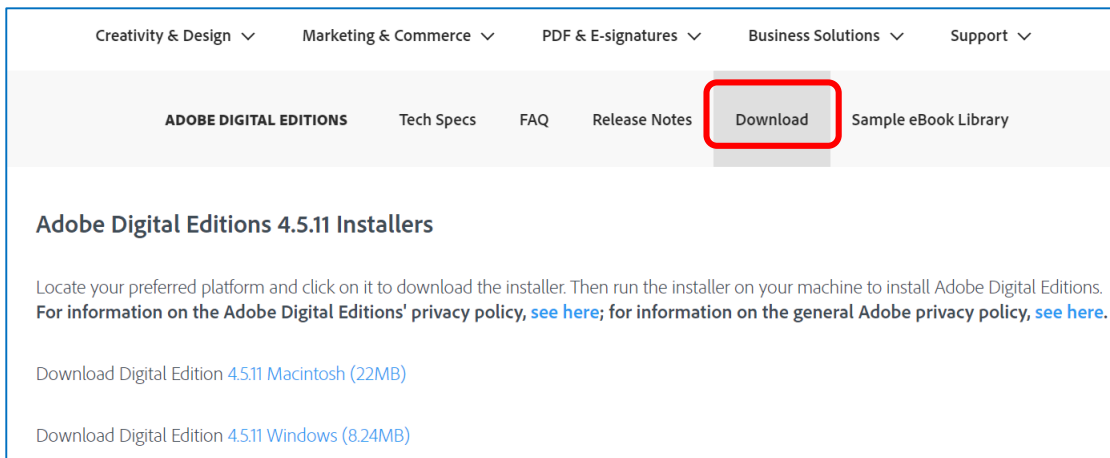 Creativity & Design Marketing & Commerce PDF & E-signatures Business Solutions Support
ADOBE DIGITAL EDITIONS Tech Specs FAQ Release Notes Download Sample eBook Library
Adobe Digital Editions 4.5.11 Installers
Locate your preferred platform and click on it to download the installer. Then run the installer on your machine to install Adobe Digital Editions.
For information on the Adobe Digital Editions' privacy policy, see here; for information on the general Adobe privacy policy, see here.
Download Digital Edition 4.5.11 Macintosh (22MB)
Download Digital Edition 4.5.11 Windows (8.24MB)